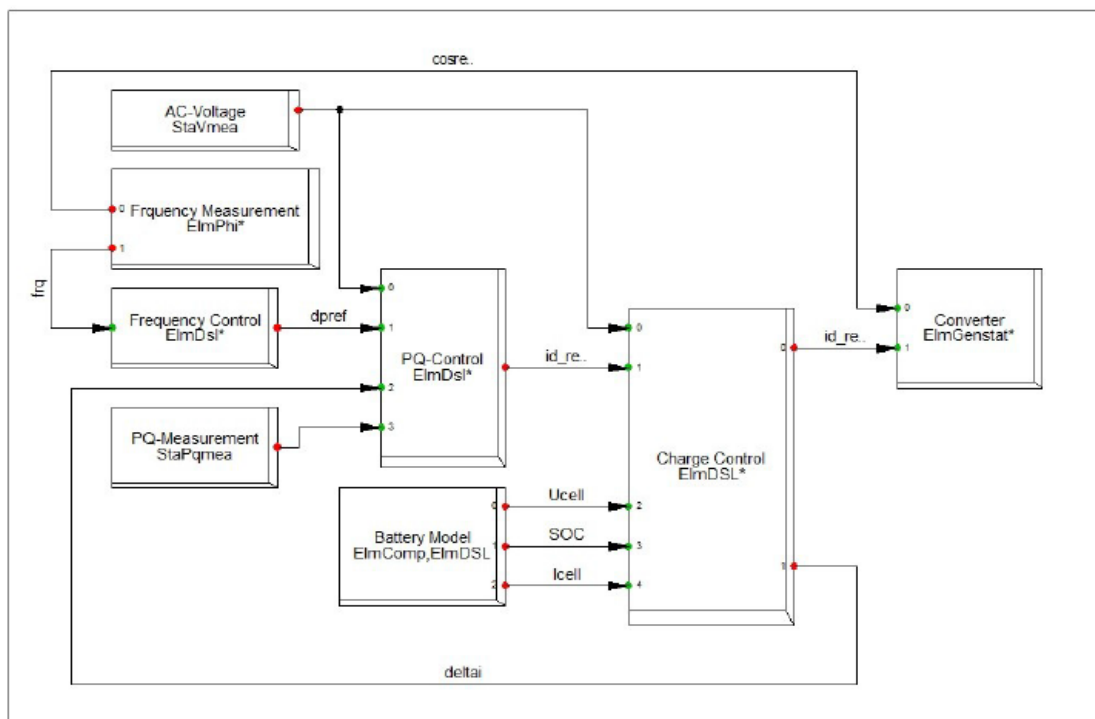 cosre..
AC-Voltage
StaVmea
0
Frquency Measurement
ElmPhi*
1
frq
Frequency Control
ElmDsl*
dpref
0
1
PQ-Control
ElmDsl*
2
3
id_re..
PQ-Measurement
StaPqmea
0
1
Charge Control
ElmDSL*
2
3
4
0
1
id_re..
0
Converter
ElmGenstat*
1
Battery Model
ElmComp,ElmDSL
0
1
2
Ucell
SOC
Icell
deltai